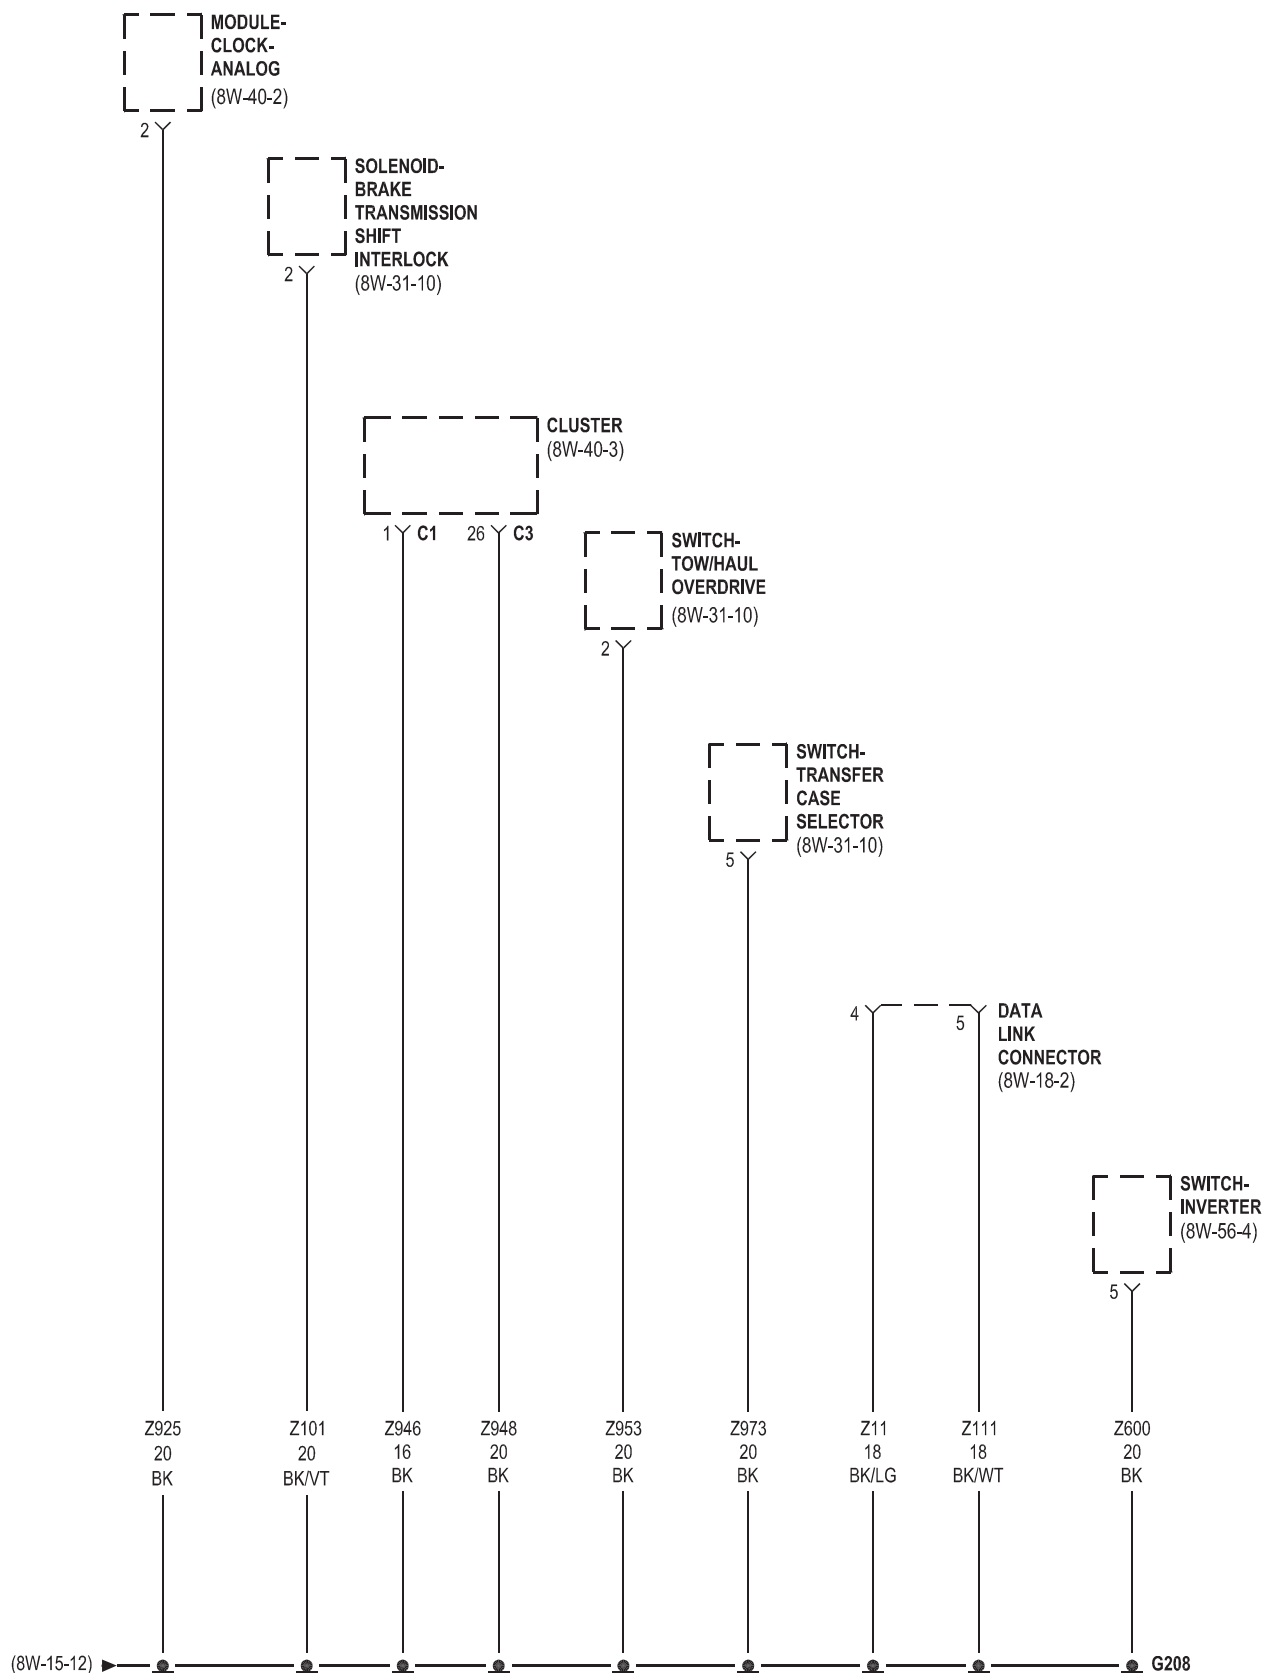 MODULE-
CLOCK-
ANALOG
(8W-40-2)
2
SOLENOID-
BRAKE
TRANSMISSION
SHIFT
INTERLOCK
(8W-31-10)
2
CLUSTER
(8W-40-3)
1 C1 26 C3
SWITCH-
TOW/HAUL
OVERDRIVE
(8W-31-10)
2
SWITCH-
TRANSFER
CASE
SELECTOR
(8W-31-10)
5
4 5
DATA
LINK
CONNECTOR
(8W-18-2)
SWITCH-
INVERTER
(8W-56-4)
5
Z925 Z101 Z946 Z948 Z953 Z973 Z11 Z111 Z600
20 20 16 20 20 20 18 18 20
BK BK/VT BK BK BK BK BK/LG BK/WT BK
(8W-15-12) G208